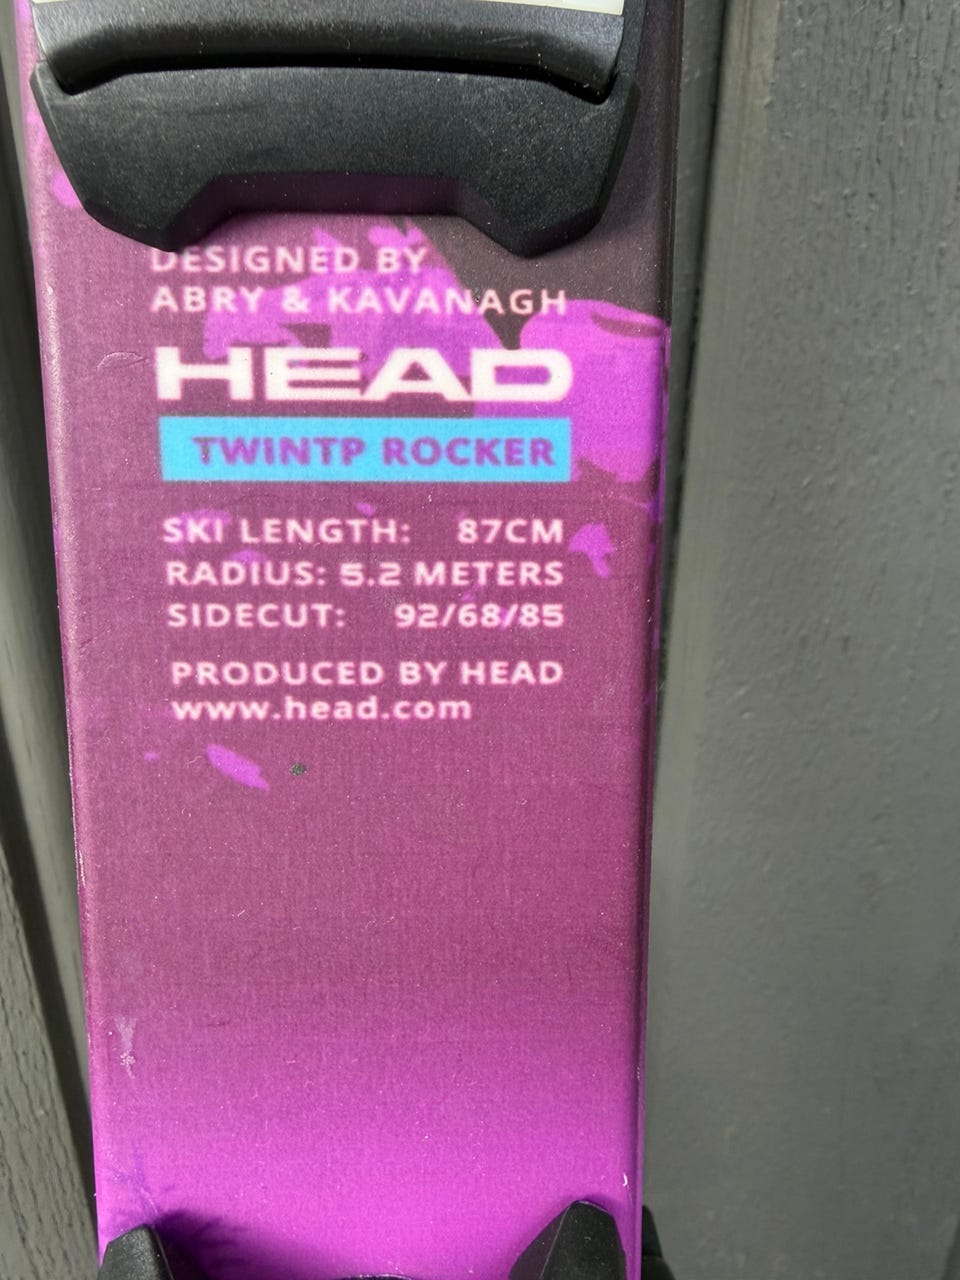 DESIGNED BY
ABRY & KAVANAGH
HEAD
TWINTP ROCKER
SKI LENGTH: 87CM
RADIUS: 5.2 METERS
SIDECUT: 92/68/85
PRODUCED BY HEAD
www.head.com